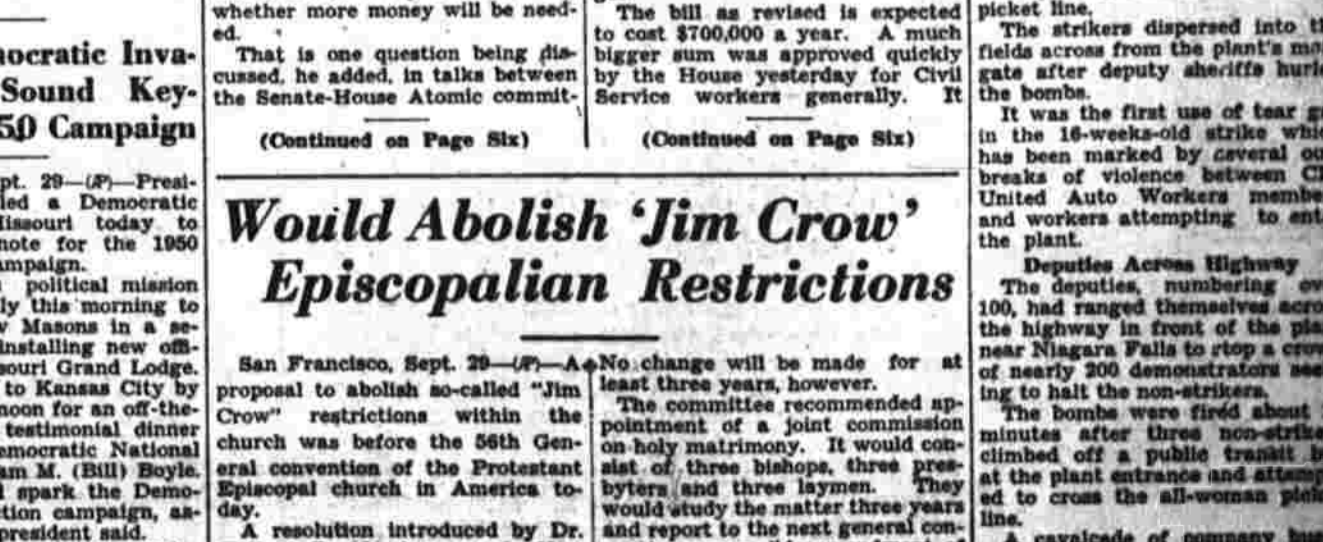 ocratic Inva-
Sound Key-
50 Campaign
pt. 29—(AP)—Presi-
led a Democratic
issouri today to
note for the 1950
mpaign.
political mission
ly this morning to
Masons in a se-
installing new offi-
souri Grand Lodge.
to Kansas City by
noon for an off-the-
testimonial dinner
emocratic National
am M. (Bill) Boyle.
spark the Demo-
tion campaign, as-
president said.
whether more money will be need-
ed.
That is one question being dis-
cussed, he added, in talks between
the Senate-House Atomic commit-
(Continued on Page Six)
The bill as revised is expected
to cost $700,000 a year. A much
bigger sum was approved quickly
by the House yesterday for Civil
Service workers generally. It
(Continued on Page Six)
Would Abolish 'Jim Crow'
Episcopalian Restrictions
San Francisco, Sept. 29—(AP)—A
proposal to abolish so-called "Jim
Crow" restrictions within the
church was before the 56th Gen-
eral convention of the Protestant
Episcopal church in America to-
day.
A resolution introduced by Dr.
No change will be made for at
least three years, however.
The committee recommended ap-
pointment of a joint commission
on holy matrimony. It would con-
sist of three bishops, three pres-
byters and three laymen. They
would study the matter three years
and report to the next general con-
picket line.
The strikers dispersed into t
fields across from the plant's ma
gate after deputy sheriffs hurl
the bombs.
It was the first use of tear g
in the 16-weeks-old strike whi
has been marked by several ou
breaks of violence between CI
United Auto Workers membe
and workers attempting to ent
the plant.
Deputies Across Highway
The deputies, numbering ov
100, had ranged themselves acro
the highway in front of the pla
near Niagara Falls to stop a crow
of nearly 200 demonstrators see
ing to halt the non-strikers.
The bombs were fired about
minutes after three non-strike
climbed off a public transit b
at the plant entrance and attemp
ed to cross the all-woman pick
line.
A cavalcade of company bus